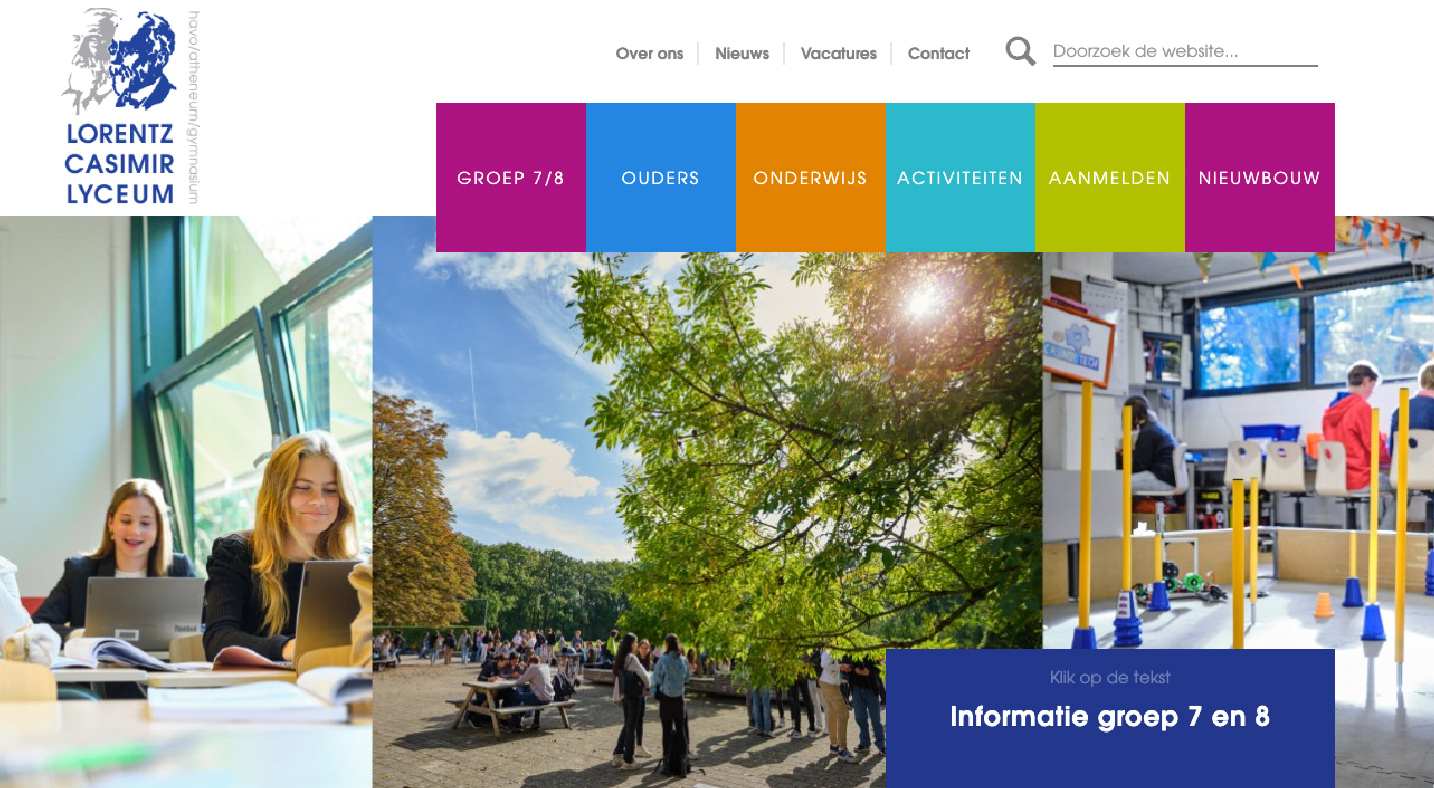 LORENTZ
CASIMIR
LYCEUM
havo/atheneum/gymnasium
Over ons
Nieuws
Vacatures
Contact
Doorzoek de website...
GROEP 7/8
OUDERS
ONDERWIJS
ACTIVITEITEN
AANMELDEN
NIEUWBOUW
Klik op de tekst
Informatie groep 7 en 8